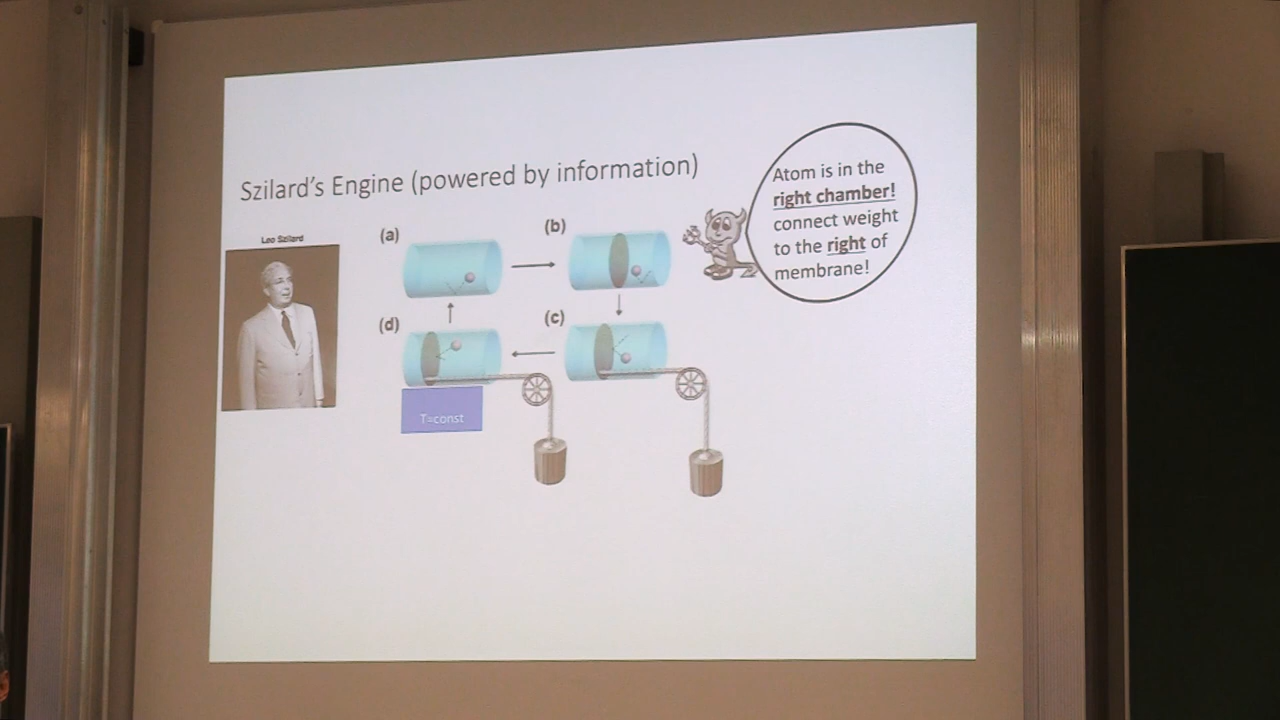 Szilard's Engine (powered by information)
Leo Szilard
(a)
(b)
(d)
(c)
T=const
Atom is in the
right chamber!
connect weight
to the right of
membrane!